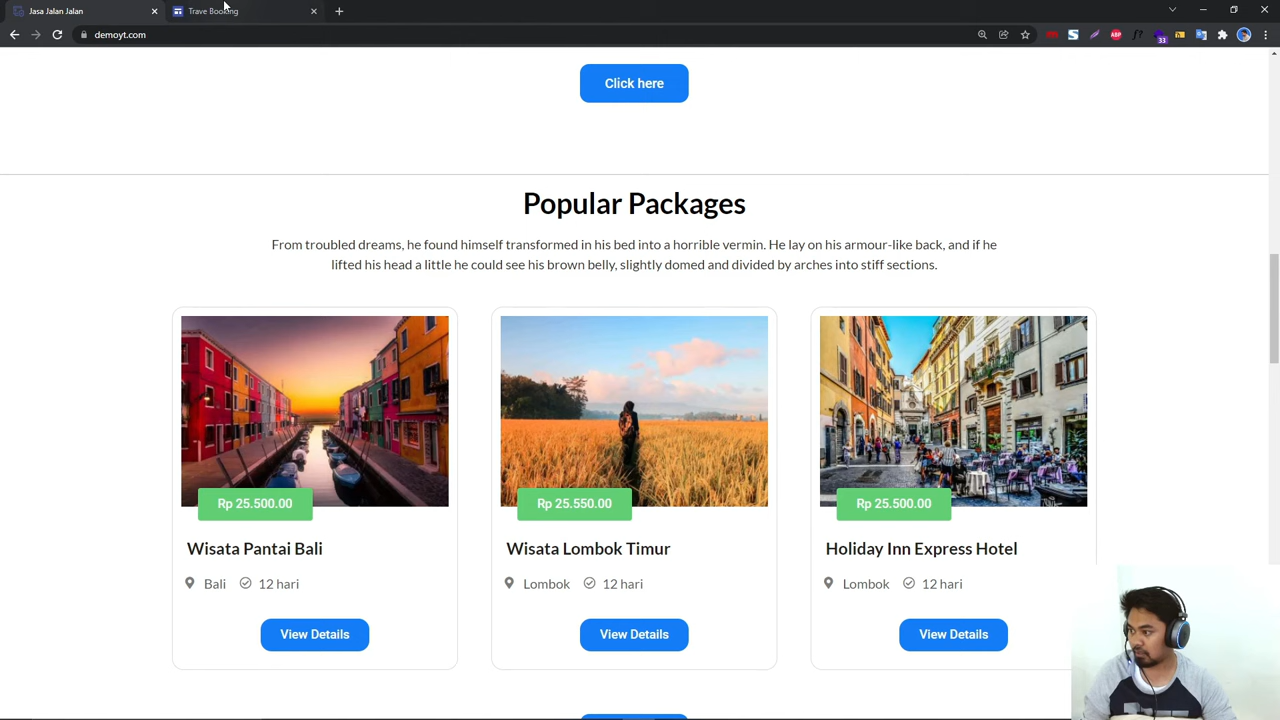 Jasa Jalan Jalan
Trave Booking
demoyt.com
33
Click here
Popular Packages
From troubled dreams, he found himself transformed in his bed into a horrible vermin. He lay on his armour-like back, and if he
lifted his head a little he could see his brown belly, slightly domed and divided by arches into stiff sections.
Rp 25.500.00
Rp 25.550.00
Rp 25.500.00
Wisata Pantai Bali
Wisata Lombok Timur
Holiday Inn Express Hotel
Bali
12 hari
Lombok
12 hari
Lombok
12 hari
View Details
View Details
View Details